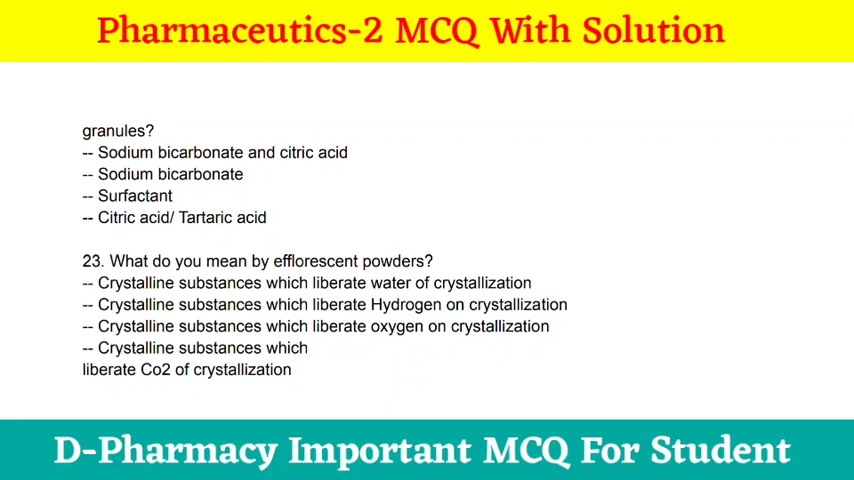 Pharmaceutics-2 MCQ With Solution
granules?
-- Sodium bicarbonate and citric acid
-- Sodium bicarbonate
-- Surfactant
-- Citric acid/ Tartaric acid
23. What do you mean by efflorescent powders?
-- Crystalline substances which liberate water of crystallization
-- Crystalline substances which liberate Hydrogen on crystallization
-- Crystalline substances which liberate oxygen on crystallization
-- Crystalline substances which
liberate Co2 of crystallization
D-Pharmacy Important MCQ For Student